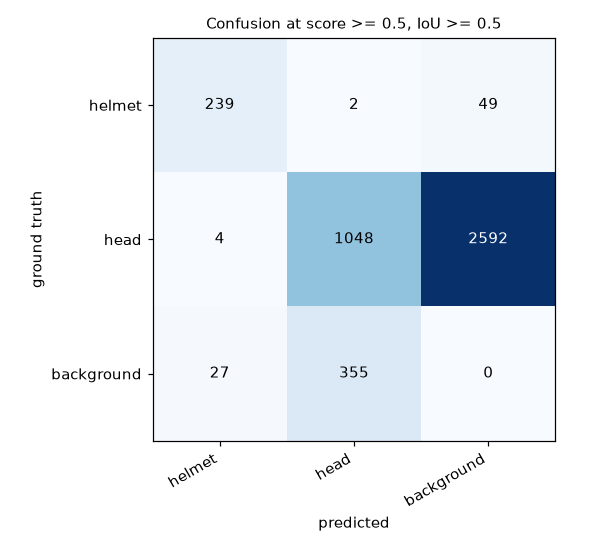 Confusion at score >= 0.5, IoU >= 0.5
ground truth
helmet 239 2 49
head 4 1048 2592
background 27 355 0
helmet head background
predicted